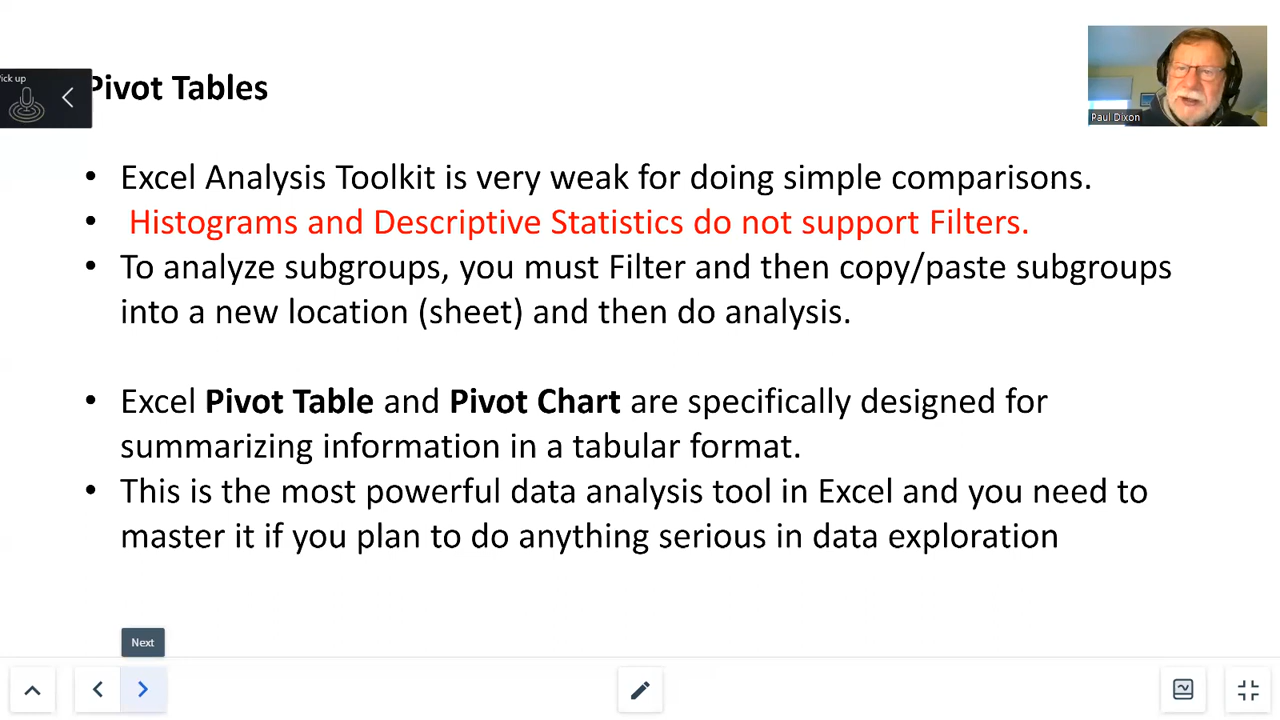 Pick up
Pivot Tables
Paul Dixon
• Excel Analysis Toolkit is very weak for doing simple comparisons.
• Histograms and Descriptive Statistics do not support Filters.
• To analyze subgroups, you must Filter and then copy/paste subgroups
into a new location (sheet) and then do analysis.
• Excel Pivot Table and Pivot Chart are specifically designed for
summarizing information in a tabular format.
• This is the most powerful data analysis tool in Excel and you need to
master it if you plan to do anything serious in data exploration
Next